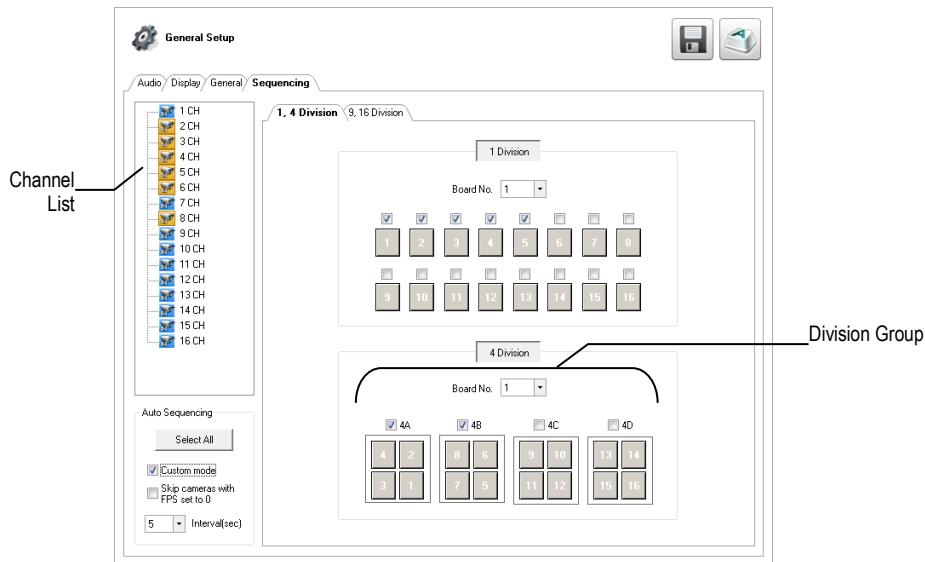 General Setup
Audio Display General Sequencing
1 CH
2 CH
3 CH
4 CH
5 CH
6 CH
7 CH
8 CH
9 CH
10 CH
11 CH
12 CH
13 CH
14 CH
15 CH
16 CH
Channel
List
Auto Sequencing
Select All
Custom mode
Skip cameras with
FPS set to 0
5 Interval(sec)
1, 4 Division 9, 16 Division
1 Division
Board No. 1
1 2 3 4 5 6 7 8
9 10 11 12 13 14 15 16
4 Division
Division Group
Board No. 1
4A 4B 4C 4D
4 2 8 6 9 10 13 14
3 1 7 5 11 12 15 16